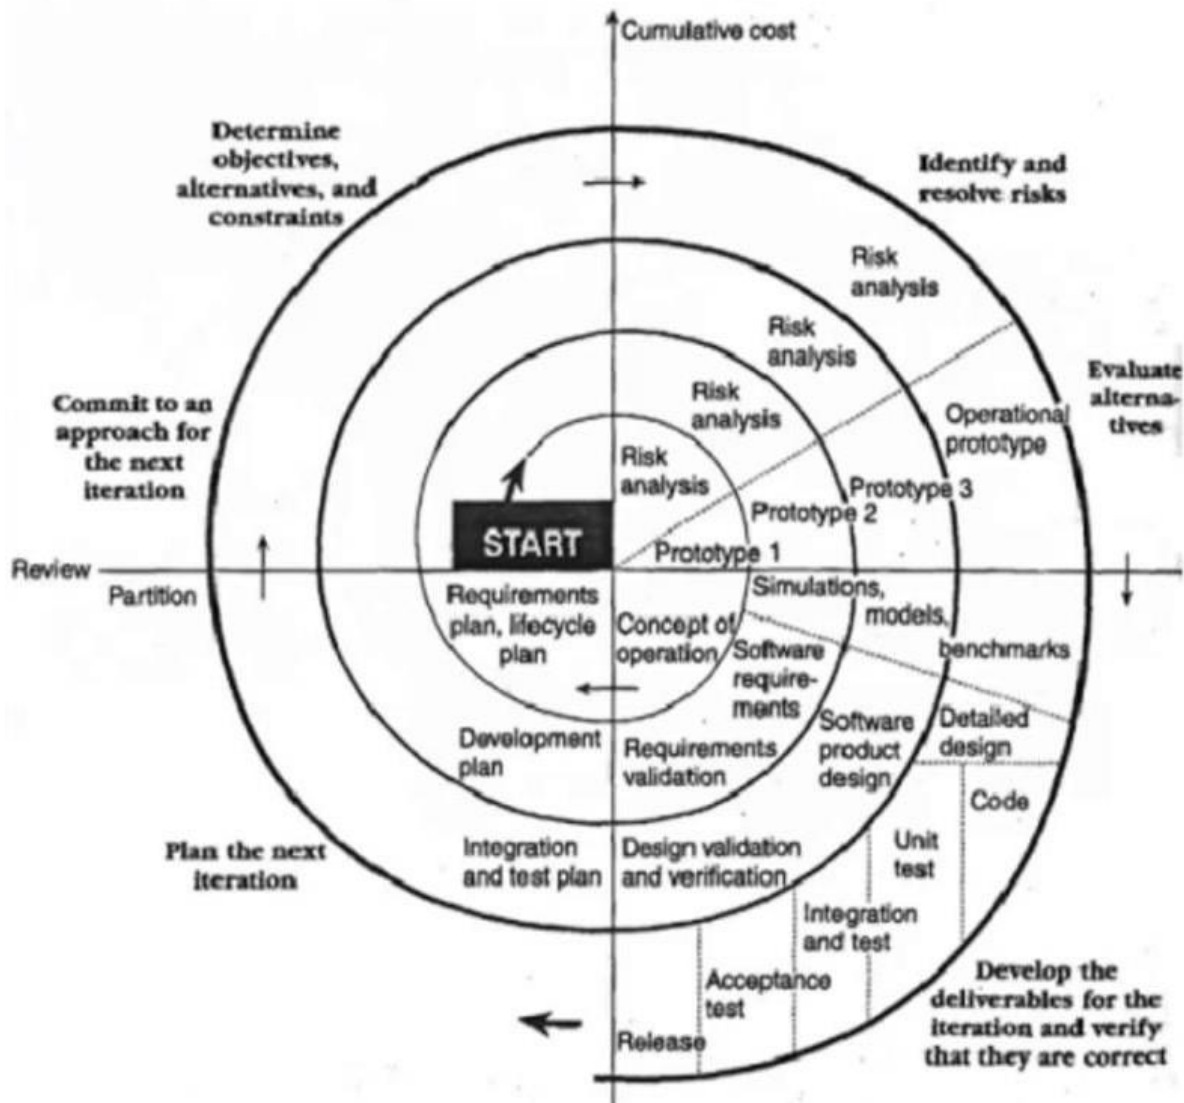 Cumulative cost
Determine
objectives,
alternatives, and
constraints
Identify and
resolve risks
Risk
analysis
Risk
analysis
Risk
analysis
Risk
analysis
Evaluate
alterna-
tives
Commit to an
approach for
the next
iteration
Operational
prototype
Prototype 3
Prototype 2
Prototype 1
START
Review
Partition
Requirements
plan, lifecycle
plan
Concept of
operation
Simulations,
models,
benchmarks
Software
require-
ments
Software
product
design
Detailed
design
Development
plan
Requirements
validation
Code
Unit
test
Plan the next
iteration
Integration
and test plan
Design validation
and verification
Integration
and test
Acceptance
test
Release
Develop the
deliverables for the
iteration and verify
that they are correct